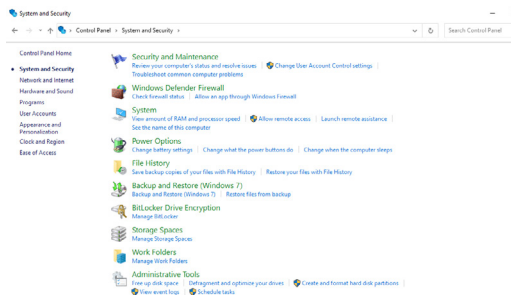 System and Security
Control Panel › System and Security ›
Search Control Panel
Control Panel Home
System and Security
Network and Internet
Hardware and Sound
Programs
User Accounts
Appearance and
Personalization
Clock and Region
Ease of Access
Security and Maintenance
Review your computer's status and resolve issues | Change User Account Control settings |
Troubleshoot common computer problems
Windows Defender Firewall
Check firewall status | Allow an app through Windows Firewall
System
View amount of RAM and processor speed | Allow remote access | Launch remote assistance |
See the name of this computer
Power Options
Change battery settings | Change what the power buttons do | Change when the computer sleeps
File History
Save backup copies of your files with File History | Restore your files with File History
Backup and Restore (Windows 7)
Backup and Restore (Windows 7) | Restore files from backup
BitLocker Drive Encryption
Manage BitLocker
Storage Spaces
Manage Storage Spaces
Work Folders
Manage Work Folders
Administrative Tools
Free up disk space | Defragment and optimize your drives | Create and format hard disk partitions |
View event logs | Schedule tasks